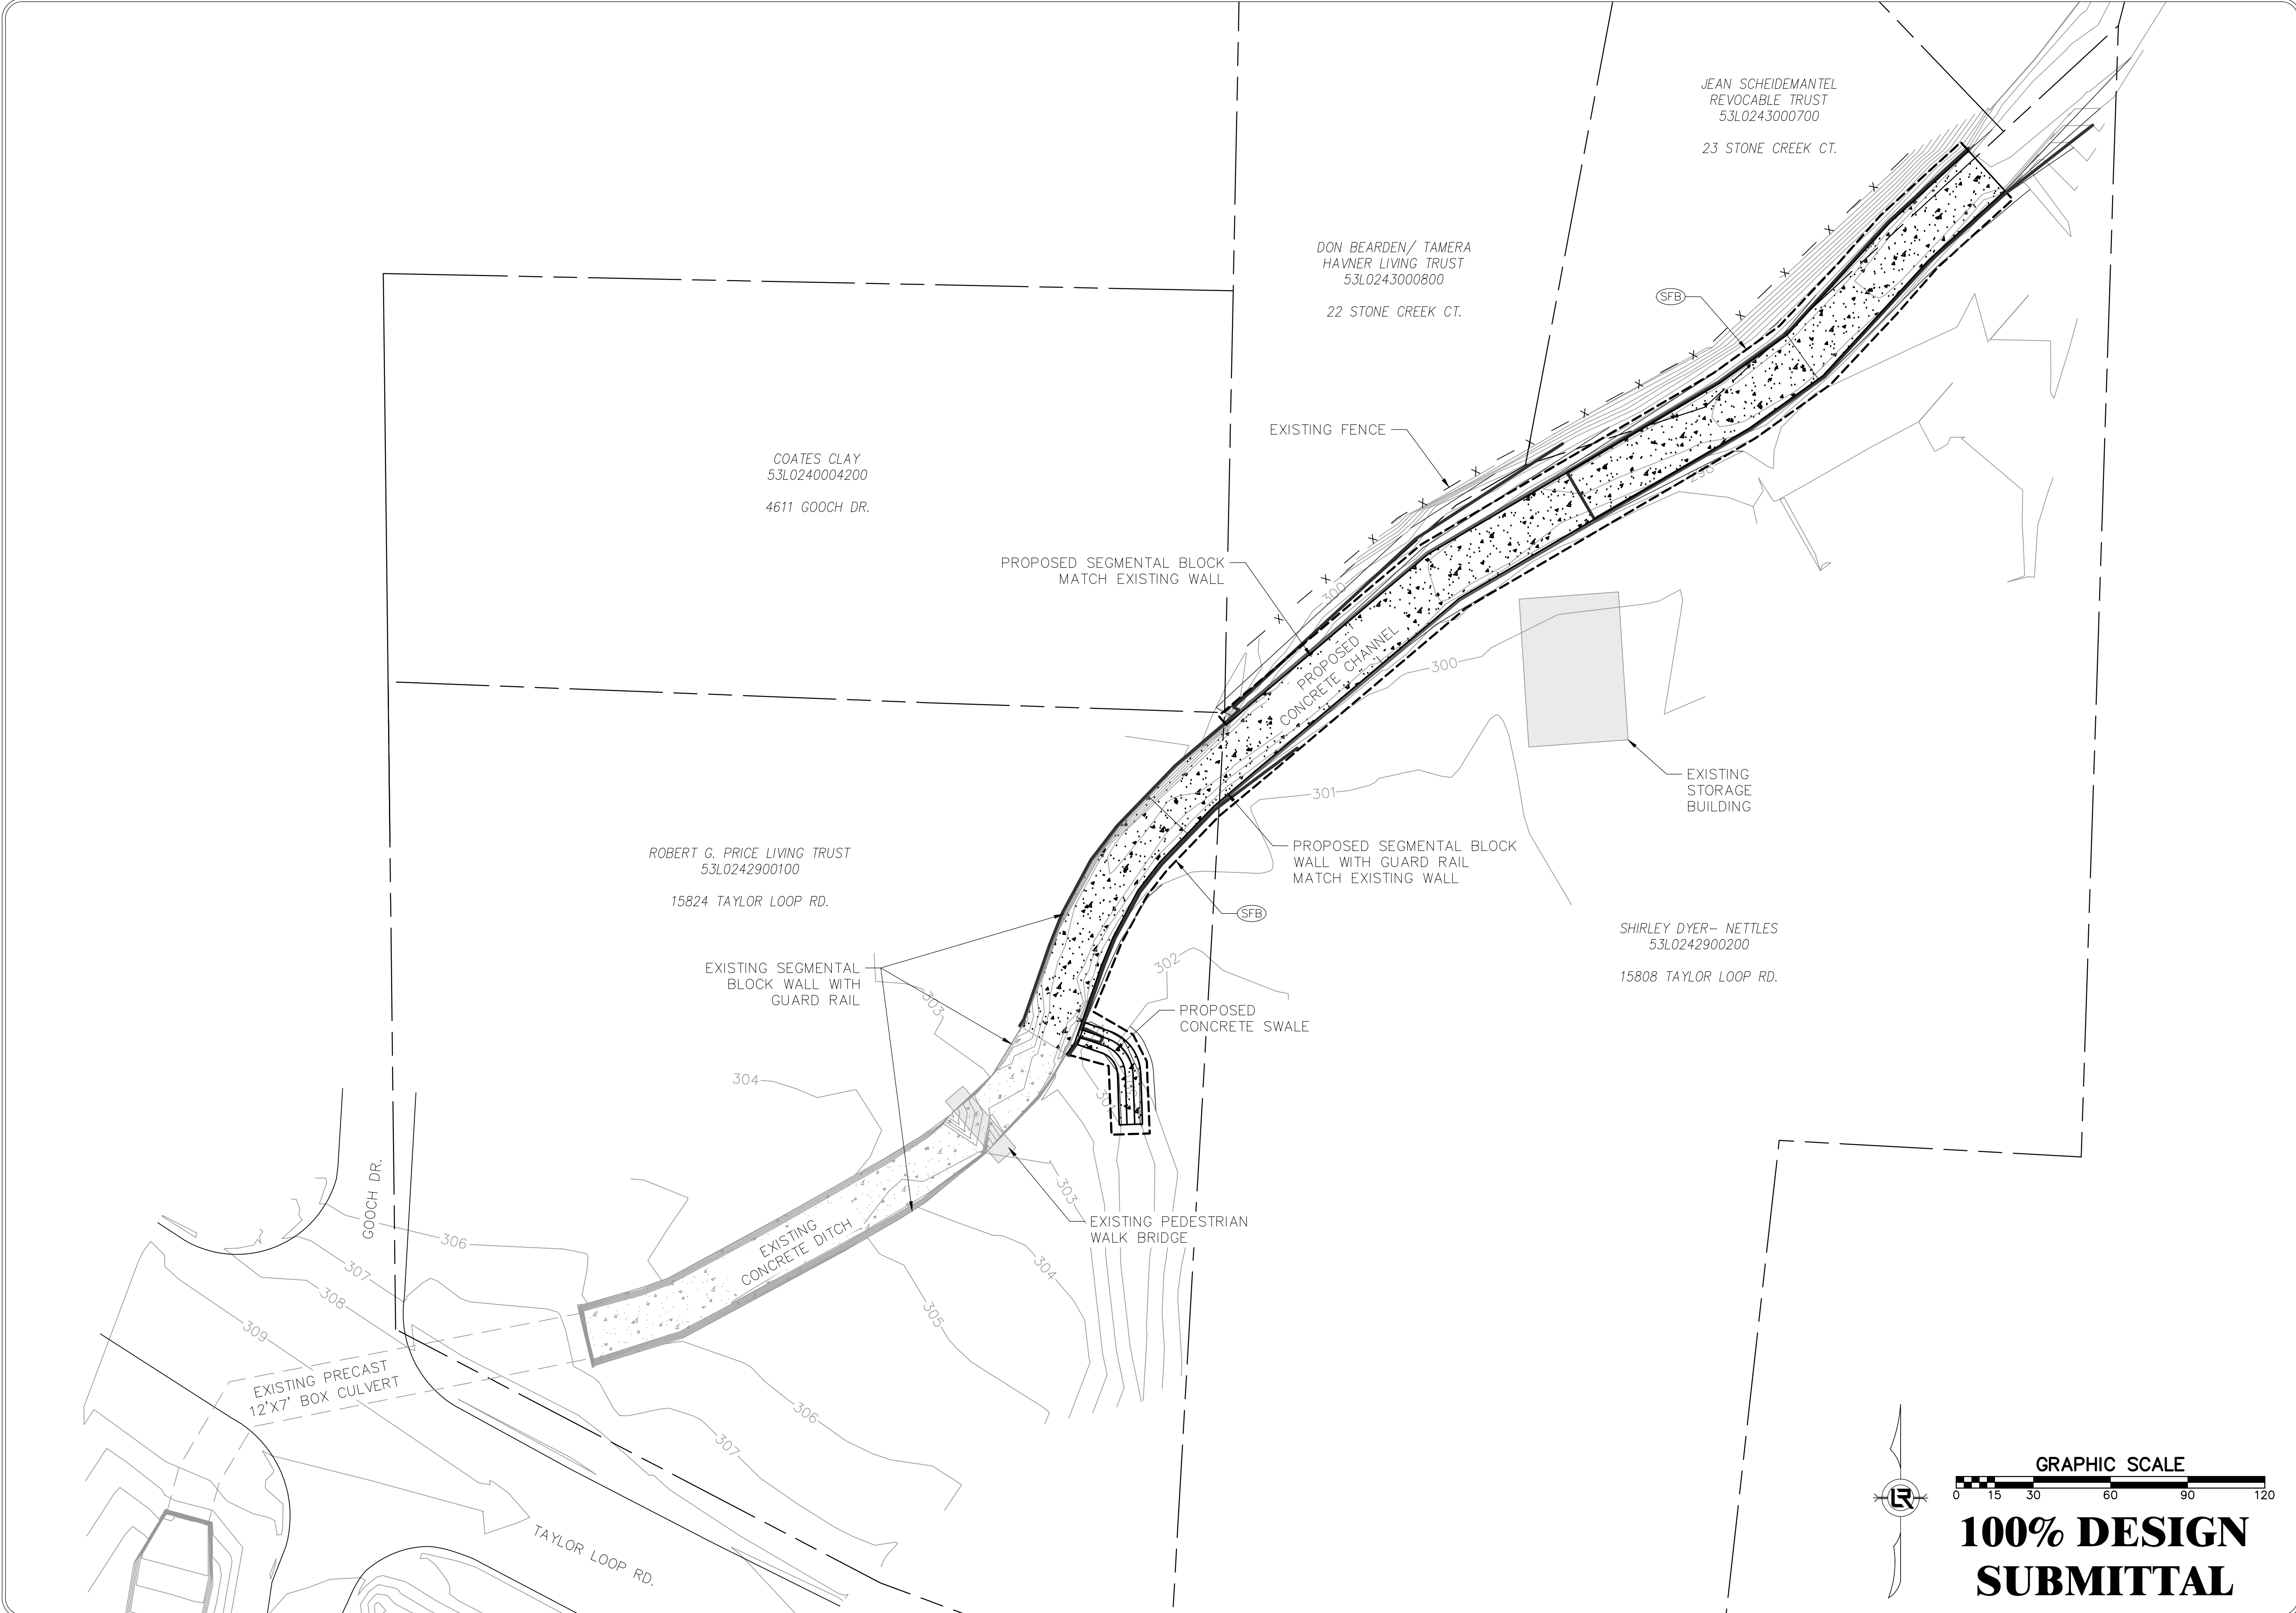 JEAN SCHEIDEMANTEL
REVOCABLE TRUST
53L0243000700
23 STONE CREEK CT.
DON BEARDEN/ TAMERA
HAVNER LIVING TRUST
53L0243000800
22 STONE CREEK CT.
SFB
EXISTING FENCE
COATES CLAY
53L0240004200
4611 GOOCH DR.
PROPOSED SEGMENTAL BLOCK
MATCH EXISTING WALL
300
PROPOSED
CONCRETE CHANNEL
300
EXISTING
STORAGE
BUILDING
301
PROPOSED SEGMENTAL BLOCK
WALL WITH GUARD RAIL
MATCH EXISTING WALL
ROBERT G. PRICE LIVING TRUST
53L0242900100
15824 TAYLOR LOOP RD.
SFB
SHIRLEY DYER- NETTLES
53L0242900200
15808 TAYLOR LOOP RD.
EXISTING SEGMENTAL
BLOCK WALL WITH
GUARD RAIL
302
303
PROPOSED
CONCRETE SWALE
304
303
EXISTING PEDESTRIAN
WALK BRIDGE
GOOCH DR.
EXISTING
CONCRETE DITCH
306
307
308
309
304
305
306
307
EXISTING PRECAST
12'X7' BOX CULVERT
TAYLOR LOOP RD.
GRAPHIC SCALE
0 15 30 60 90 120
LR
100% DESIGN
SUBMITTAL